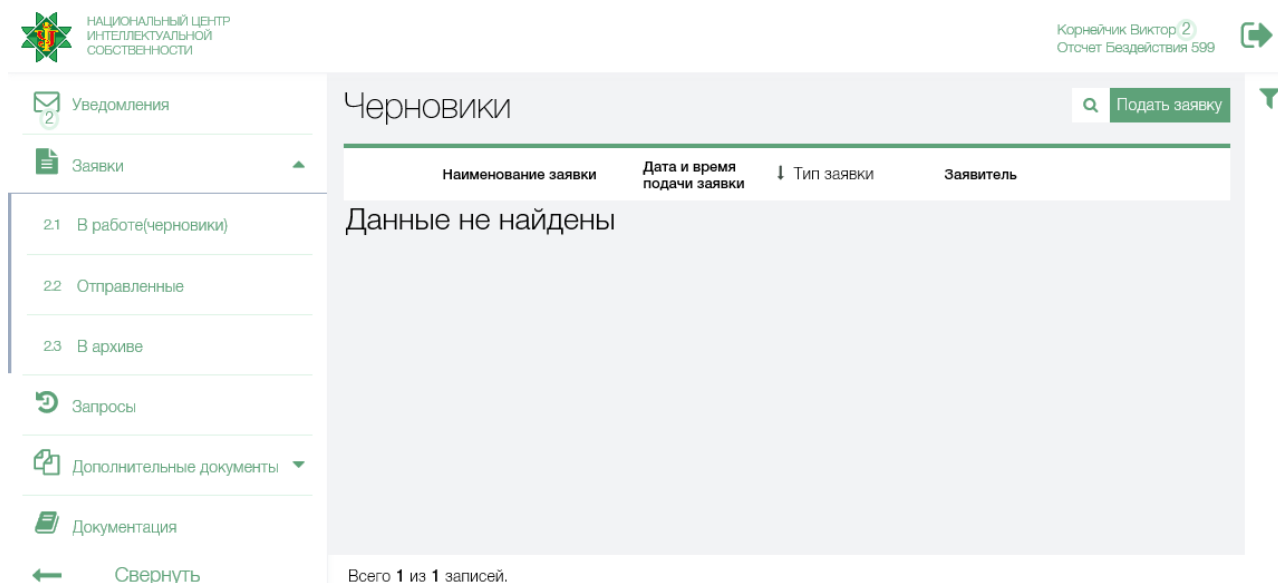 НАЦИОНАЛЬНЫЙ ЦЕНТР
ИНТЕЛЛЕКТУАЛЬНОЙ
СОБСТВЕННОСТИ
Корнейчик Виктор 2
Отсчет Бездействия 599
2
Уведомления
Заявки
2.1 В работе(черновики)
2.2 Отправленные
2.3 В архиве
Запросы
Дополнительные документы
Документация
Свернуть
Черновики
Подать заявку
Наименование заявки
Дата и время
подачи заявки
Тип заявки
Заявитель
Данные не найдены
Всего 1 из 1 записей.